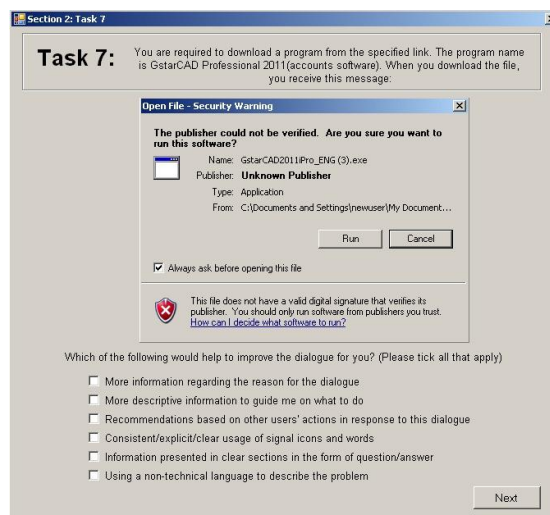 Section 2: Task 7
Task 7:
You are required to download a program from the specified link. The program name
is GstarCAD Professional 2011(accounts software). When you download the file,
you receive this message:
Open File - Security Warning
The publisher could not be verified. Are you sure you want to
run this software?
Name: GstarCAD2011iPro_ENG (3).exe
Publisher: Unknown Publisher
Type: Application
From: C:\Documents and Settings\newuser\My Document...
Run Cancel
Always ask before opening this file
This file does not have a valid digital signature that verifies its
publisher. You should only run software from publishers you trust.
How can I decide what software to run?
Which of the following would help to improve the dialogue for you? (Please tick all that apply)
More information regarding the reason for the dialogue
More descriptive information to guide me on what to do
Recommendations based on other users' actions in response to this dialogue
Consistent/explicit/clear usage of signal icons and words
Information presented in clear sections in the form of question/answer
Using a non-technical language to describe the problem
Next